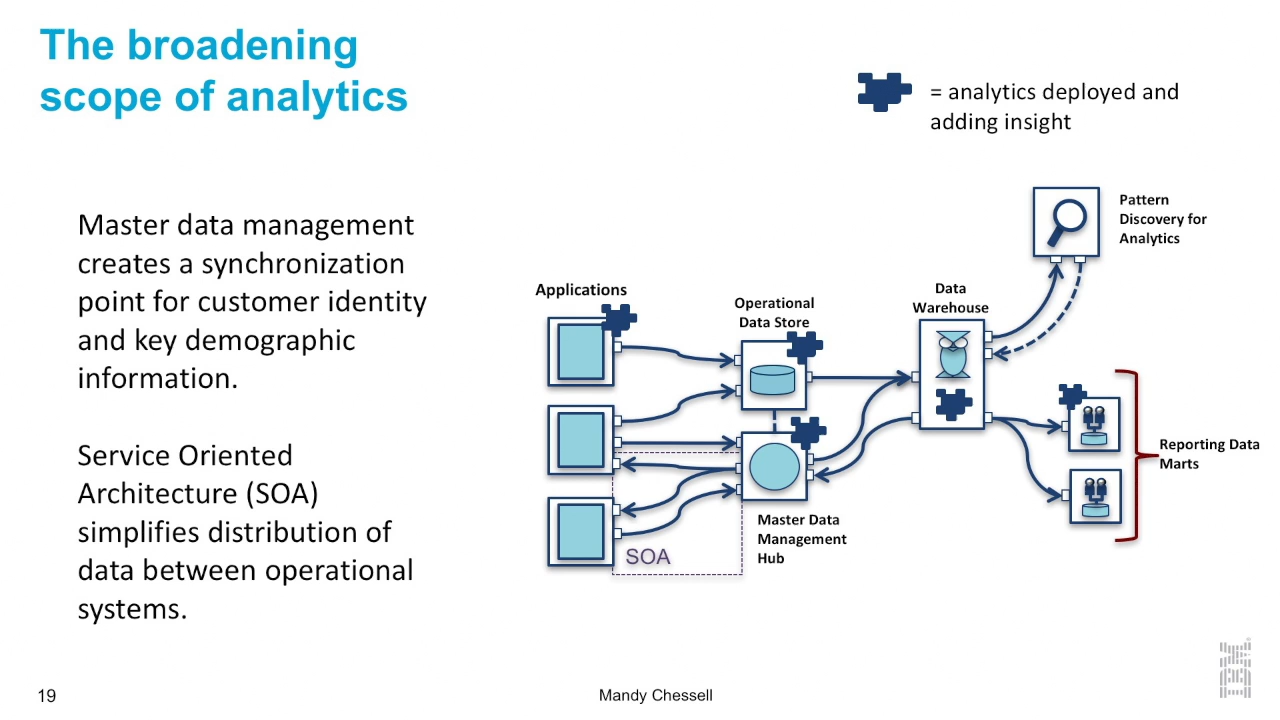 The broadening
scope of analytics
= analytics deployed and
adding insight
Master data management
creates a synchronization
point for customer identity
and key demographic
information.
Service Oriented
Architecture (SOA)
simplifies distribution of
data between operational
systems.
Applications
Operational
Data Store
Data
Warehouse
Pattern
Discovery for
Analytics
Reporting Data
Marts
Master Data
Management
Hub
SOA
19
Mandy Chessell
IBM